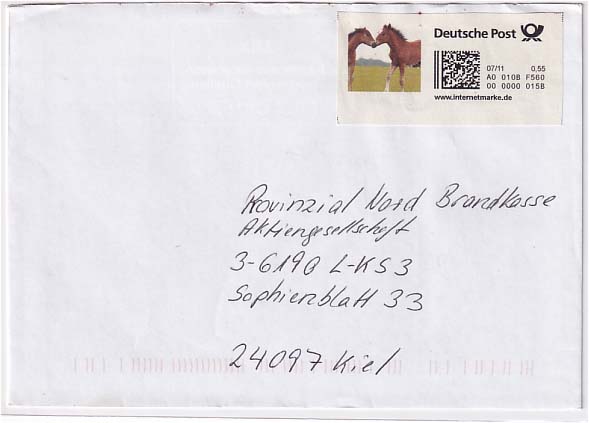 Deutsche Post
07/11 0,55
A0 010B F560
00 0000 015B
www.internetmarke.de
Provinzial Nord Brandkasse
Aktiengesellschaft
3-6190 L-KS3
Sophienblatt 33
24097 Kiel